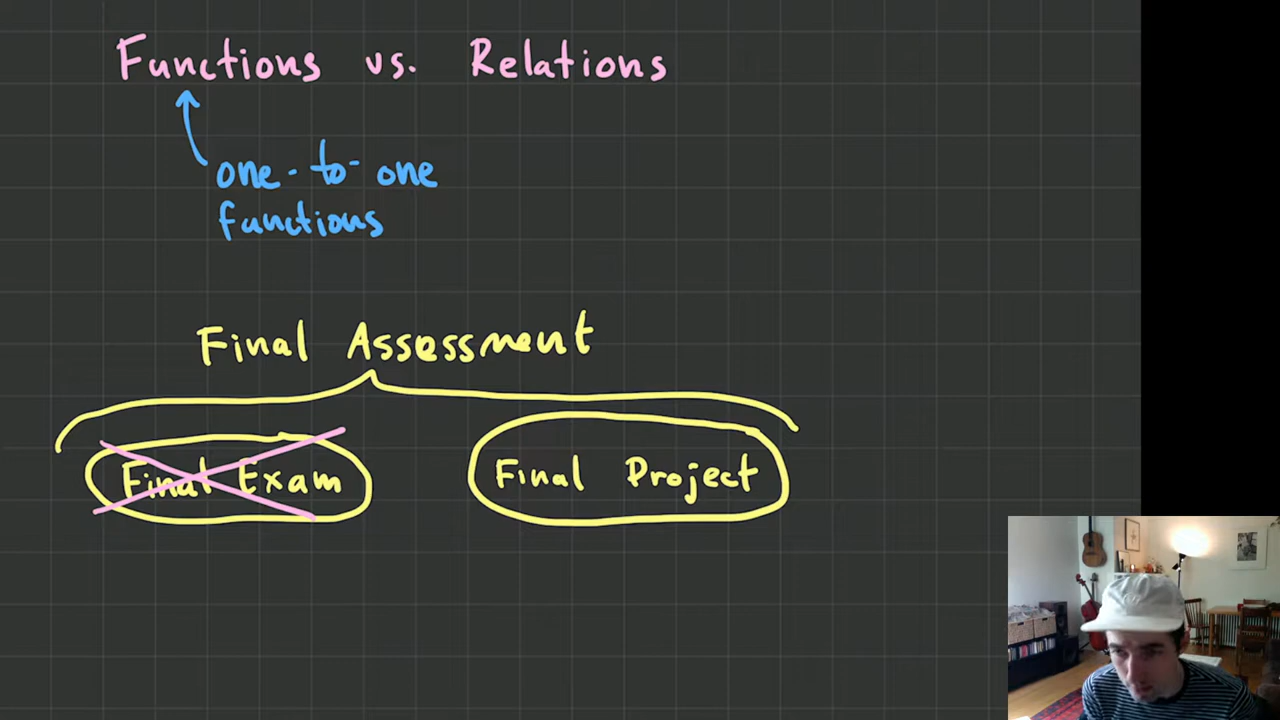 Functions vs. Relations
one-to-one
functions
Final Assessment
Final Exam
Final Project